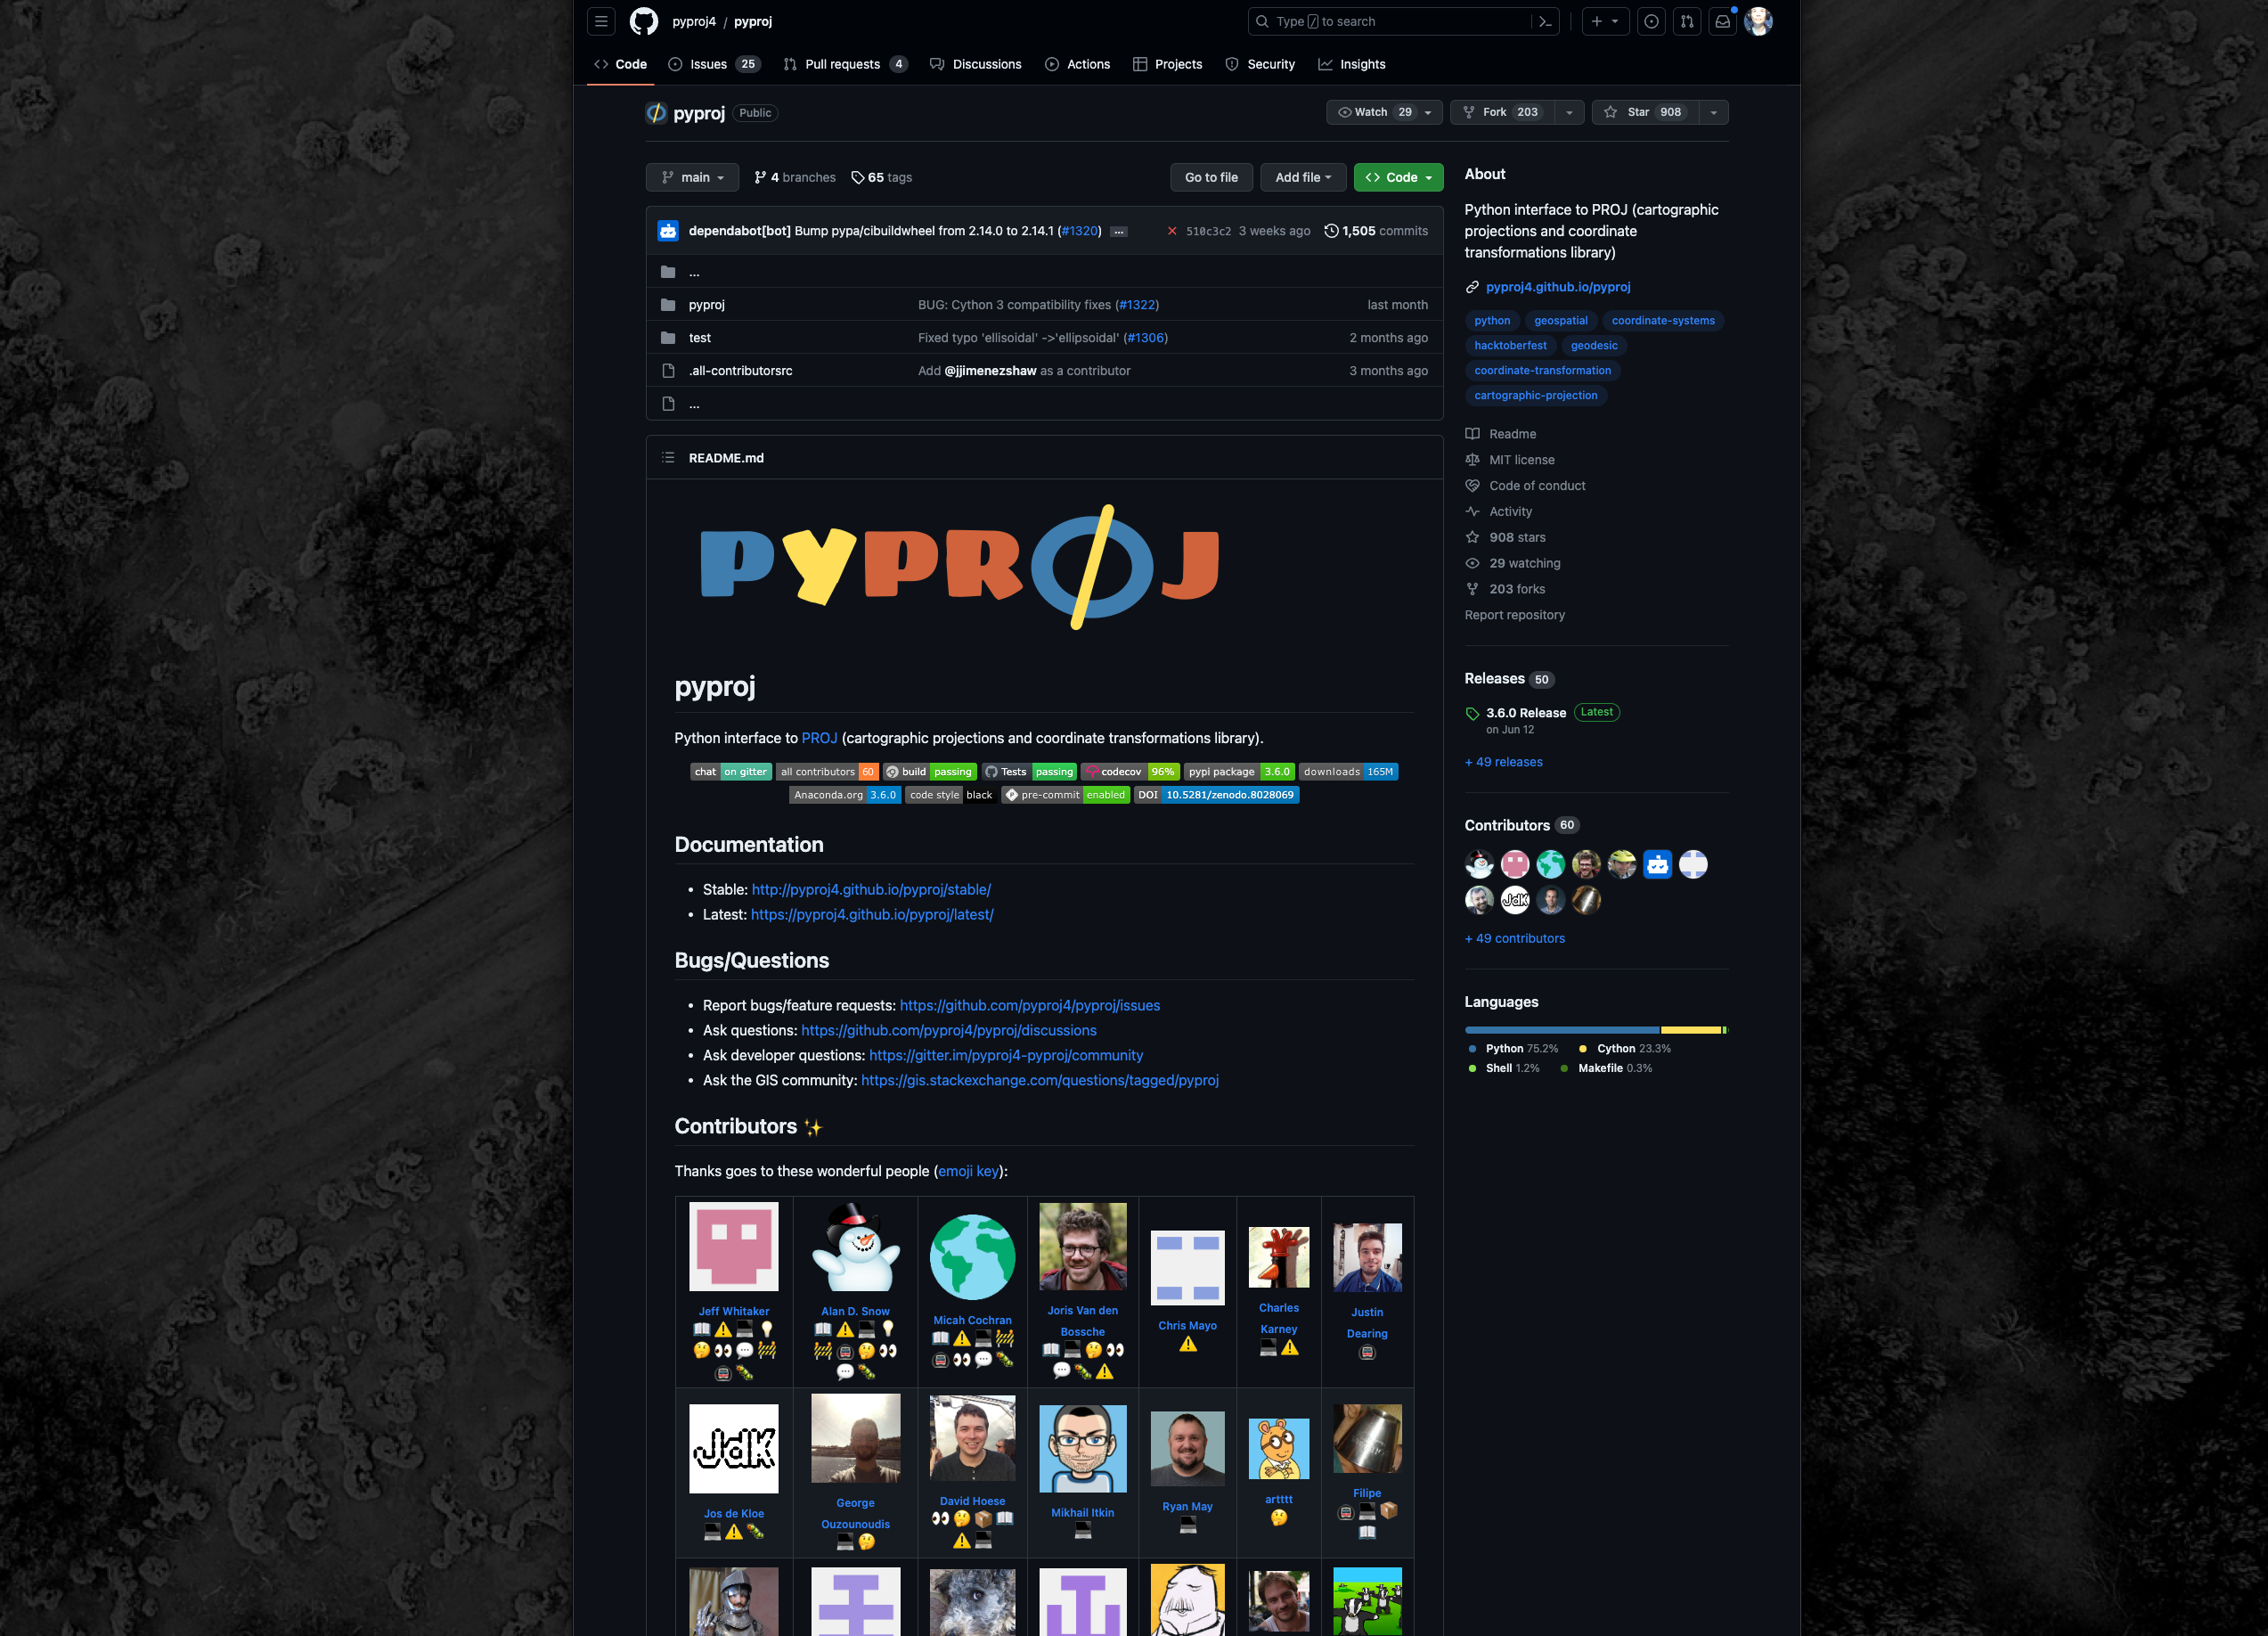 pyproj4 / pyproj
Type / to search
Code Issues 25 Pull requests 4 Discussions Actions Projects Security Insights
pyproj Public
Watch 29 Fork 203 Star 908
main 4 branches 65 tags Go to file Add file Code
dependabot[bot] Bump pypa/cibuildwheel from 2.14.0 to 2.14.1 (#1320) ... 510c3c2 3 weeks ago 1,505 commits
...
pyproj BUG: Cython 3 compatibility fixes (#1322) last month
test Fixed typo 'ellisoidal' ->'ellipsoidal' (#1306) 2 months ago
.all-contributorsrc Add @jjimenezshaw as a contributor 3 months ago
...
README.md
PYPROJ
pyproj
Python interface to PROJ (cartographic projections and coordinate transformations library).
chat on gitter all contributors 60 build passing Tests passing codecov 96% pypi package 3.6.0 downloads 165M
Anaconda.org 3.6.0 code style black pre-commit enabled DOI 10.5281/zenodo.8028069
Documentation
• Stable: http://pyproj4.github.io/pyproj/stable/
• Latest: https://pyproj4.github.io/pyproj/latest/
Bugs/Questions
• Report bugs/feature requests: https://github.com/pyproj4/pyproj/issues
• Ask questions: https://github.com/pyproj4/pyproj/discussions
• Ask developer questions: https://gitter.im/pyproj4-pyproj/community
• Ask the GIS community: https://gis.stackexchange.com/questions/tagged/pyproj
Contributors ✨
Thanks goes to these wonderful people (emoji key):
Jeff Whitaker
Alan D. Snow
Micah Cochran
Joris Van den
Bossche
Chris Mayo
Charles
Karney
Justin
Dearing
JdK
Jos de Kloe
George
Ouzounoudis
David Hoese
Mikhail Itkin
Ryan May
artttt
Filipe
About
Python interface to PROJ (cartographic
projections and coordinate
transformations library)
pyproj4.github.io/pyproj
python geospatial coordinate-systems
hacktoberfest geodesic
coordinate-transformation
cartographic-projection
Readme
MIT license
Code of conduct
Activity
908 stars
29 watching
203 forks
Report repository
Releases 50
3.6.0 Release Latest
on Jun 12
+ 49 releases
Contributors 60
JdK
+ 49 contributors
Languages
Python 75.2% Cython 23.3%
Shell 1.2% Makefile 0.3%